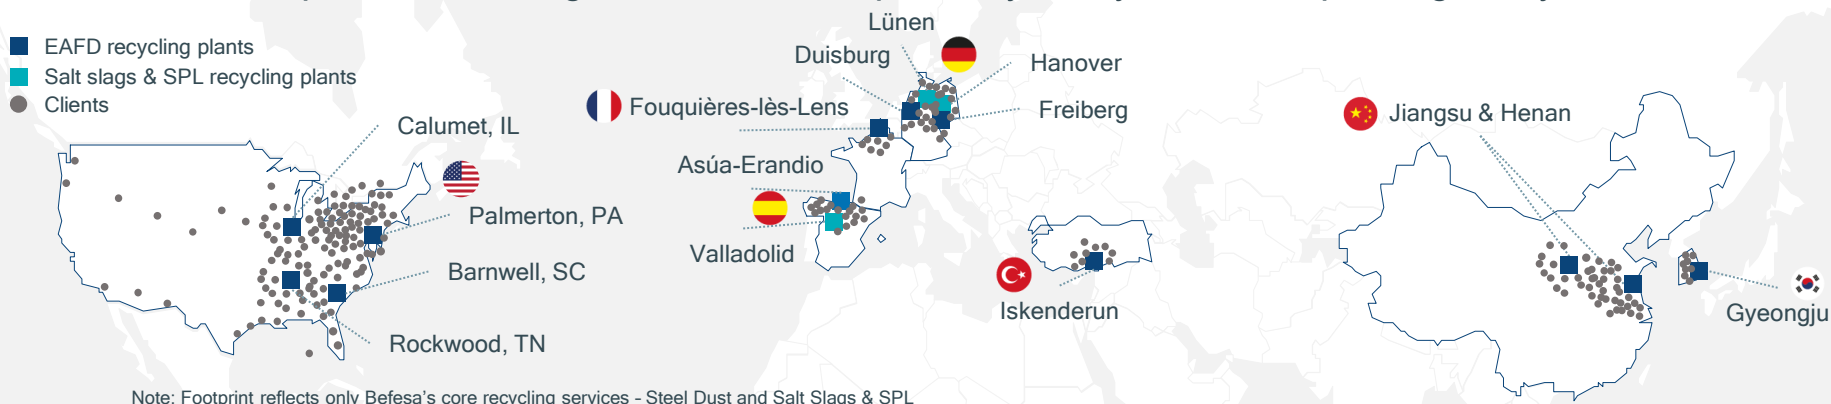 Lünen
EAFD recycling plants
Duisburg
Hanover
Salt slags & SPL recycling plants
Clients
Fouquières-lès-Lens
Freiberg
Jiangsu & Henan
Calumet, IL
Asúa-Erandio
Palmerton, PA
Valladolid
Barnwell, SC
Iskenderun
Gyeongju
Rockwood, TN
Note: Footprint reflects only Befesa's core recycling services - Steel Dust and Salt Slags & SPL